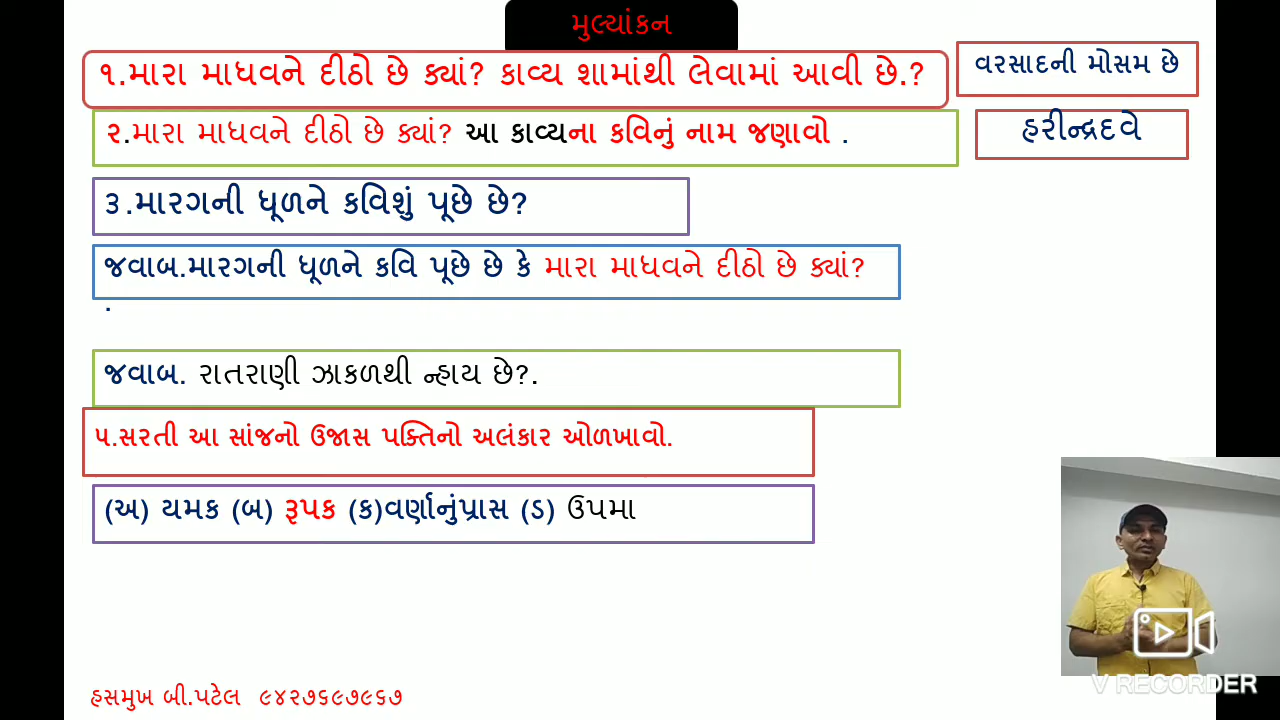 મુલ્યાંકન
૧.મારા માધવને દીઠો છે ક્યાં? કાવ્ય શામાંથી લેવામાં આવી છે.?
વરસાદની મોસમ છે
૨.મારા માધવને દીઠો છે ક્યાં? આ કાવ્યના કવિનું નામ જણાવો .
હરીન્દ્રદવે
૩.મારગની ધૂળને કવિશું પૂછે છે?
જવાબ.મારગની ધૂળને કવિ પૂછે છે કે મારા માધવને દીઠો છે ક્યાં?
.
જવાબ. રાતરાણી ઝાકળથી ન્હાય છે?.
૫.સરતી આ સાંજનો ઉજાસ પક્તિનો અલંકાર ઓળખાવો.
(અ) યમક (બ) રૂપક (ક)વર્ણાનુંપ્રાસ (ડ) ઉપમા
હસમુખ બી.પટેલ ૯૪૨૭૬૯૭૯૬૭
V RECORDER